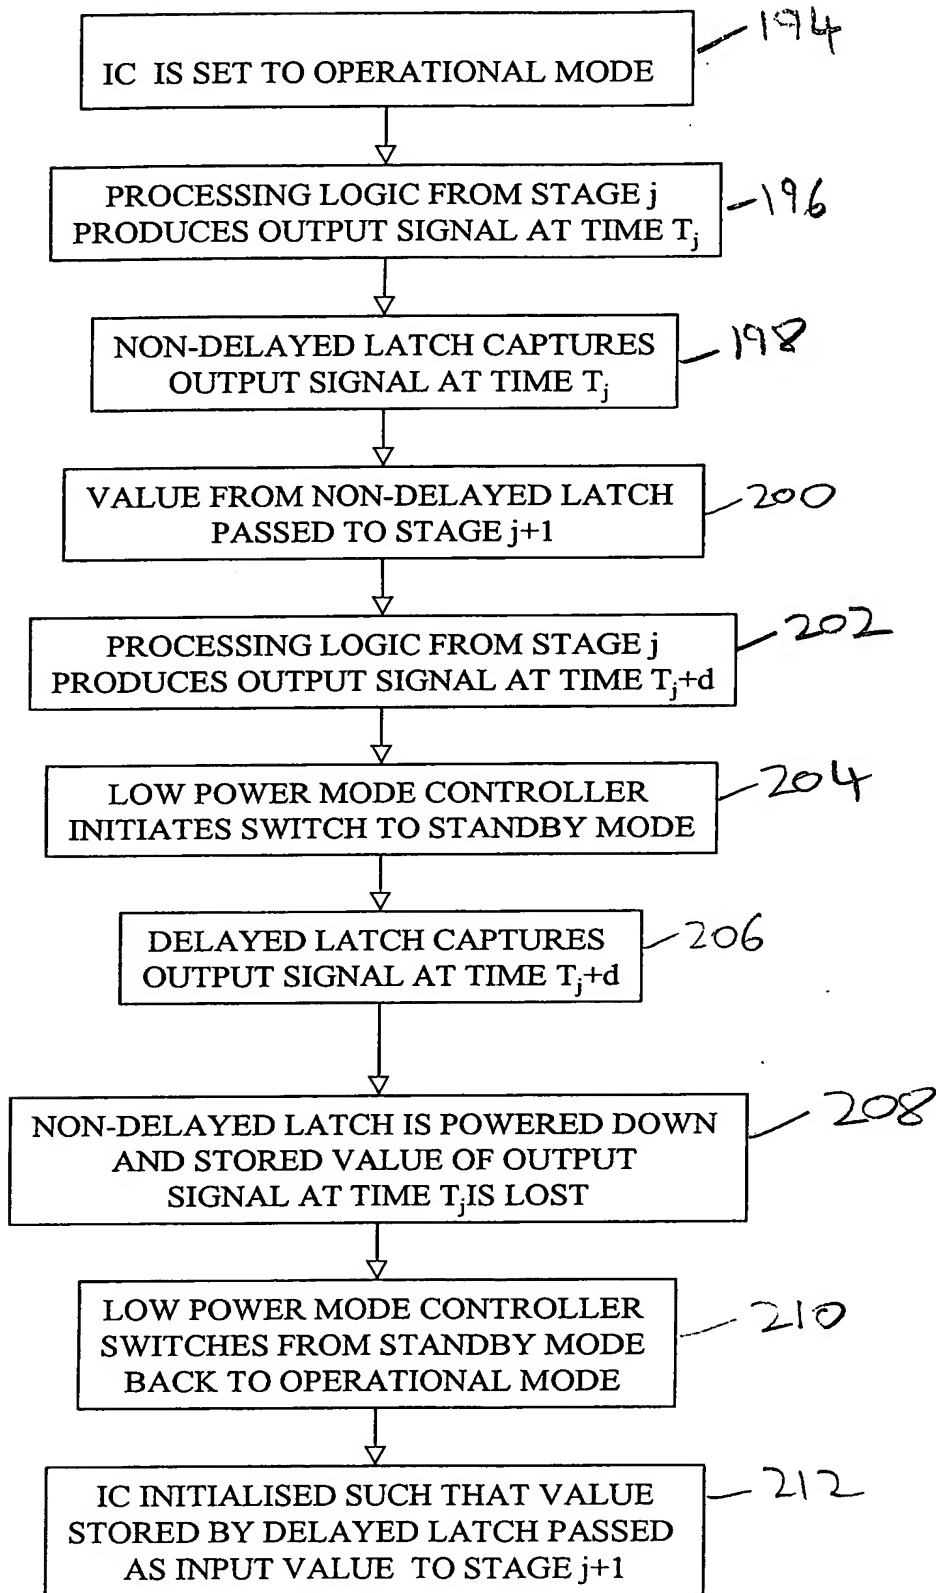 194
IC IS SET TO OPERATIONAL MODE
PROCESSING LOGIC FROM STAGE j
PRODUCES OUTPUT SIGNAL AT TIME Tj
196
NON-DELAYED LATCH CAPTURES
OUTPUT SIGNAL AT TIME Tj
198
VALUE FROM NON-DELAYED LATCH
PASSED TO STAGE j+1
200
PROCESSING LOGIC FROM STAGE j
PRODUCES OUTPUT SIGNAL AT TIME Tj+d
202
LOW POWER MODE CONTROLLER
INITIATES SWITCH TO STANDBY MODE
204
DELAYED LATCH CAPTURES
OUTPUT SIGNAL AT TIME Tj+d
206
NON-DELAYED LATCH IS POWERED DOWN
AND STORED VALUE OF OUTPUT
SIGNAL AT TIME TjIS LOST
208
LOW POWER MODE CONTROLLER
SWITCHES FROM STANDBY MODE
BACK TO OPERATIONAL MODE
210
IC INITIALISED SUCH THAT VALUE
STORED BY DELAYED LATCH PASSED
AS INPUT VALUE TO STAGE j+1
212